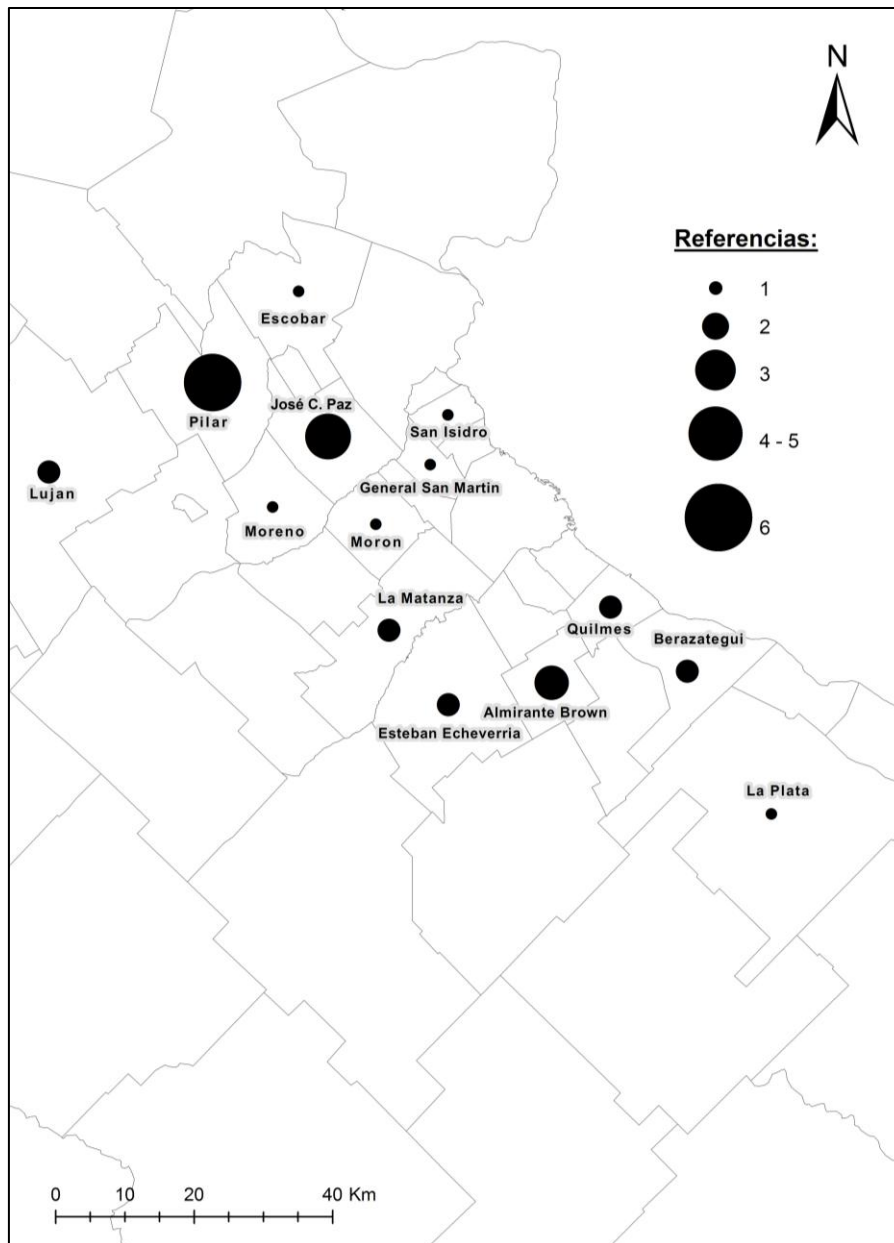 N
Referencias:
1
2
3
4 - 5
6
Escobar
Pilar
José C. Paz
San Isidro
General San Martin
Lujan
Moreno
Moron
La Matanza
Quilmes
Berazategui
Almirante Brown
Esteban Echeverria
La Plata
0 10 20 40 Km